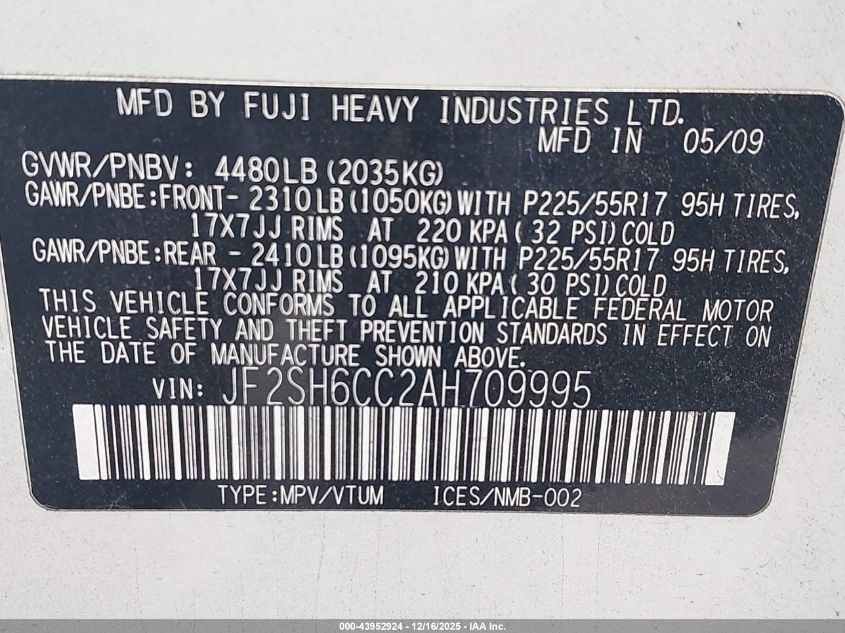 MFD BY FUJI HEAVY INDUSTRIES LTD.
MFD IN 05/09
GVWR/PNBV: 4480LB (2035KG)
GAWR/PNBE:FRONT- 2310LB(1050KG)WITH P225/55R17 95H TIRES,
17X7JJ RIMS AT 220KPA( 32 PSI)COLD
GAWR/PNBE:REAR - 2410LB(1095KG)WITH P225/55R17 95H TIRES,
17X7JJ RIMS AT 210KPA( 30 PSI)COLD
THIS VEHICLE CONFORMS TO ALL APPLICABLE FEDERAL MOTOR
VEHICLE SAFETY AND THEFT PREVENTION STANDARDS IN EFFECT ON
THE DATE OF MANUFACTURE SHOWN ABOVE.
VIN: JF2SH6CC2AH709995
TYPE:MPV/VTUM ICES/NMB-002
000-43952924 - 12/16/2025 - IAA Inc.